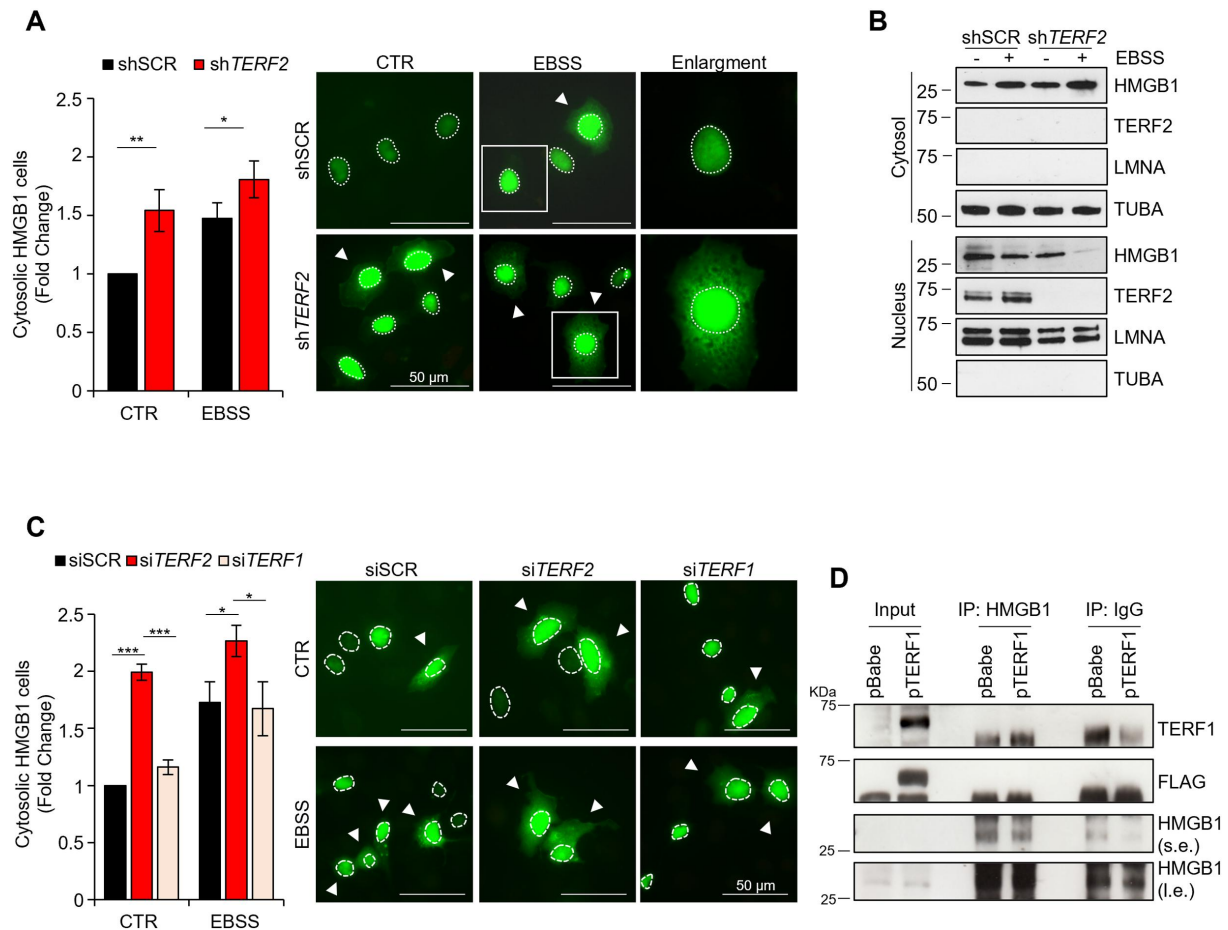 A
shSCR shTERF2
Cytosolic HMGB1 cells
(Fold Change)
2.5
2
1.5
1
0.5
0
** *
CTR EBSS
CTR EBSS Enlargment
shSCR
shTERF2
50 µm
B
shSCR shTERF2
- + - + EBSS
Cytosol
25 HMGB1
75 TERF2
75 LMNA
50 TUBA
Nucleus
25 HMGB1
75 TERF2
75 LMNA
50 TUBA
C
siSCR siTERF2 siTERF1
Cytosolic HMGB1 cells
(Fold Change)
2.5
2
1.5
1
0.5
0
*** *** * *
CTR EBSS
siSCR siTERF2 siTERF1
CTR
EBSS
50 µm
D
Input IP: HMGB1 IP: IgG
pBabe pTERF1 pBabe pTERF1 pBabe pTERF1
KDa
75 TERF1
75 FLAG
25 HMGB1
(s.e.)
25 HMGB1
(l.e.)